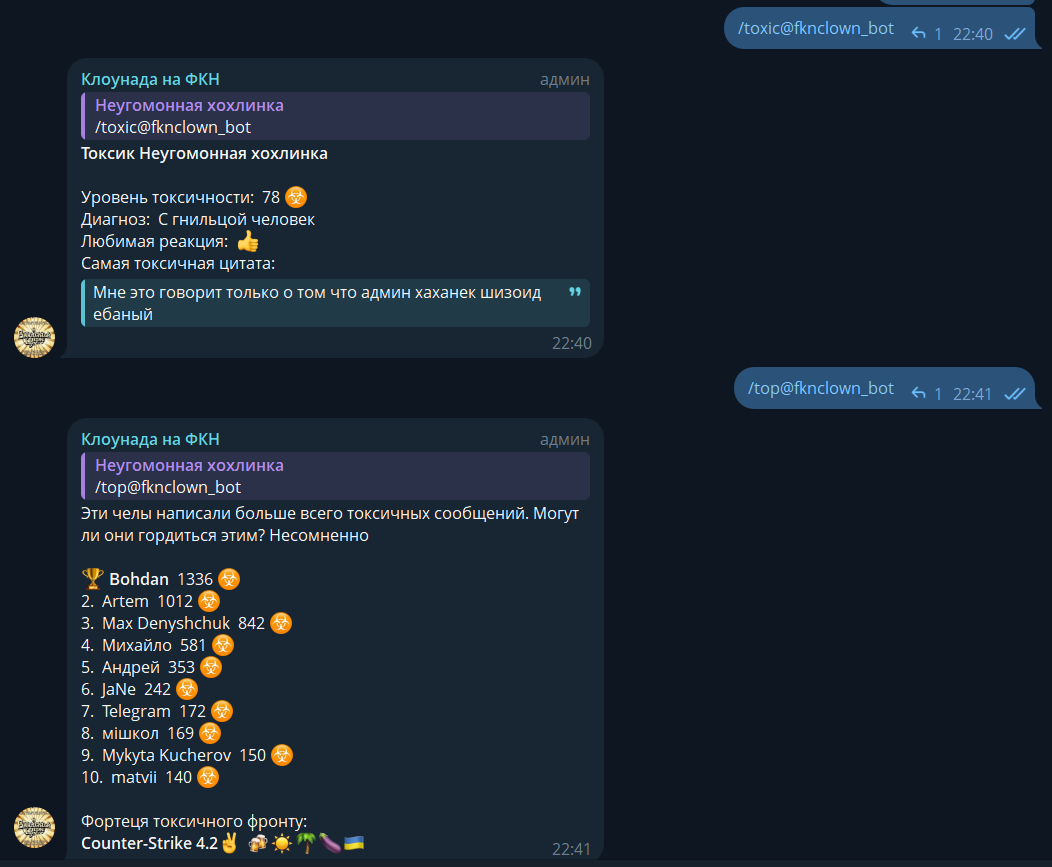 /toxic@fknclown_bot 1 22:40
Клоунада на ФКН админ
Неугомонная хохлинка
/toxic@fknclown_bot
Токсик Неугомонная хохлинка
Уровень токсичности: 78 ☣
Диагноз: С гнильцой человек
Любимая реакция: 👍
Самая токсичная цитата:
Мне это говорит только о том что админ хаханек шизоид
ебаный
22:40
/top@fknclown_bot 1 22:41
Клоунада на ФКН админ
Неугомонная хохлинка
/top@fknclown_bot
Эти челы написали больше всего токсичных сообщений. Могут
ли они гордиться этим? Несомненно
🏆 Bohdan 1336 ☣
2. Artem 1012 ☣
3. Max Denyshchuk 842 ☣
4. Михайло 581 ☣
5. Андрей 353 ☣
6. JaNe 242 ☣
7. Telegram 172 ☣
8. мішкол 169 ☣
9. Mykyta Kucherov 150 ☣
10. matvii 140 ☣
Фортеця токсичного фронту:
Counter-Strike 4.2✌ 🍻☀🌴🍆🇺🇦
22:41